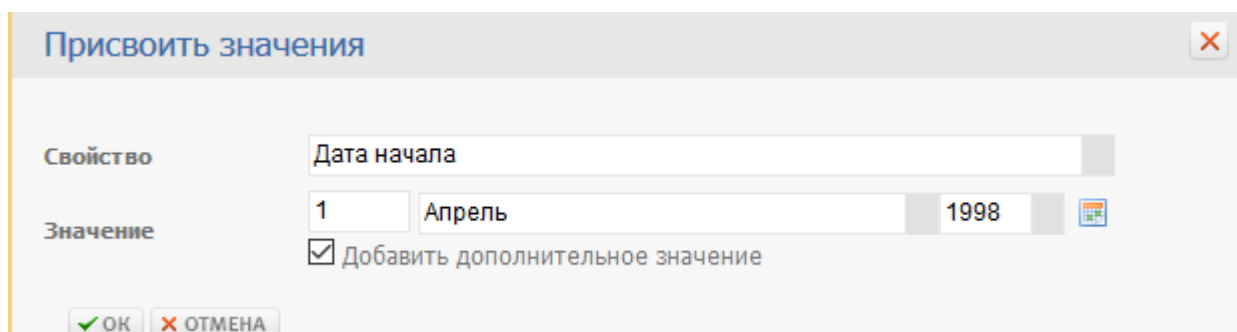 Присвоить значения
Свойство Дата начала
Значение 1 Апрель 1998
Добавить дополнительное значение
ОК ОТМЕНА